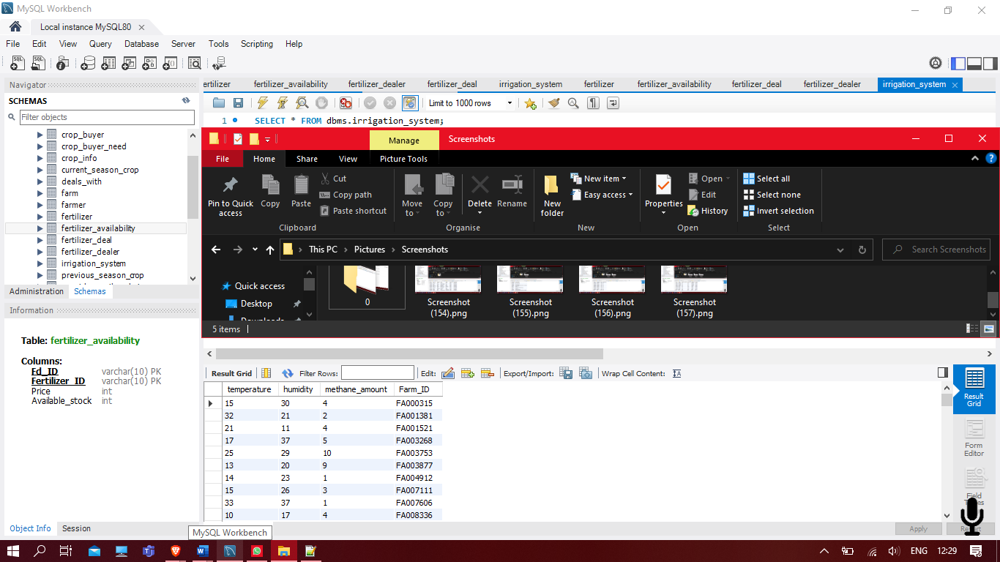 MySQL Workbench
Local instance MySQL80
File Edit View Query Database Server Tools Scripting Help
Navigator
SCHEMAS
Filter objects
crop_buyer
crop_buyer_need
crop_info
current_season_crop
deals_with
farm
farmer
fertilizer
fertilizer_availability
fertilizer_deal
fertilizer_dealer
irrigation_system
previous_season_crop
Administration Schemas
Information
Table: fertilizer_availability
Columns:
Fd_ID varchar(10) PK
Fertilizer_ID varchar(10) PK
Price int
Available_stock int
Object Info Session
ertilizer fertilizer_availability fertilizer_dealer fertilizer_deal irrigation_system fertilizer fertilizer_availability fertilizer_deal fertilizer_dealer irrigation_system
Limit to 1000 rows
1 SELECT * FROM dbms.irrigation_system;
Manage Screenshots
File Home Share View Picture Tools
Pin to Quick access
Copy
Paste
Cut
Copy path
Paste shortcut
Clipboard
Move to
Copy to
Delete
Rename
Organise
New folder
New item
Easy access
New
Properties
Open
Edit
History
Open
Select all
Select none
Invert selection
Select
This PC > Pictures > Screenshots
Search Screenshots
Quick access
Desktop
Downloads
0
Screenshot (154).png
Screenshot (155).png
Screenshot (156).png
Screenshot (157).png
5 items
Result Grid Filter Rows: Edit: Export/Import: Wrap Cell Content:
temperature humidity methane_amount Farm_ID
15 30 4 FA000315
32 21 2 FA001381
21 11 4 FA001521
17 37 5 FA003268
25 29 10 FA003753
13 20 9 FA003877
14 23 1 FA004912
15 26 3 FA007111
33 37 1 FA007606
10 17 4 FA008336
Result Grid
Form Editor
Field
Apply
MySQL Workbench
ENG 12:29